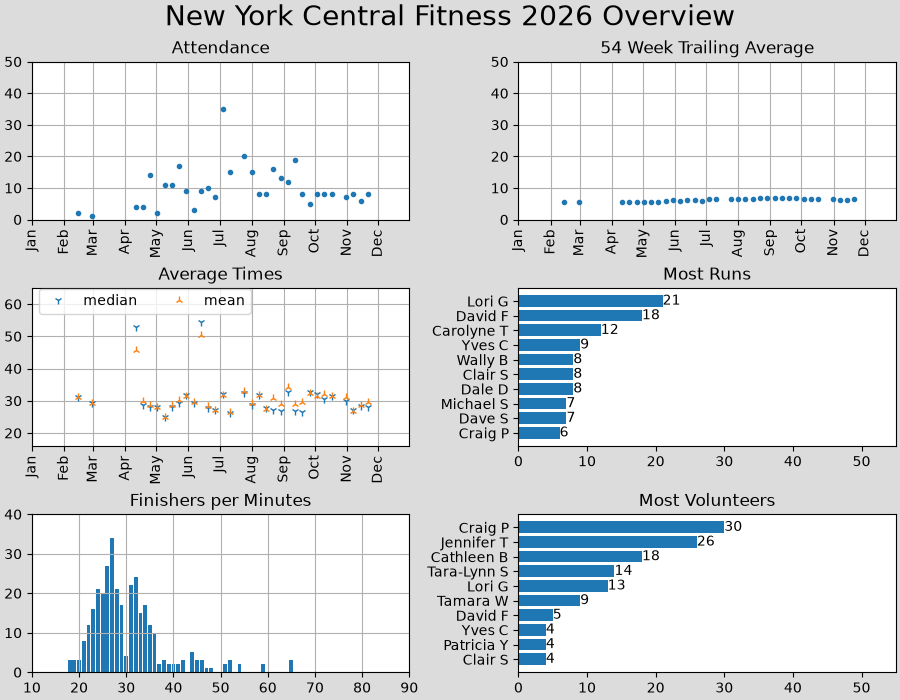 New York Central Fitness 2026 Overview
Attendance
50
40
30
20
10
0
Jan Feb Mar Apr May Jun Jul Aug Sep Oct Nov Dec
54 Week Trailing Average
50
40
30
20
10
0
Jan Feb Mar Apr May Jun Jul Aug Sep Oct Nov Dec
Average Times
median mean
60
50
40
30
20
Jan Feb Mar Apr May Jun Jul Aug Sep Oct Nov Dec
Most Runs
Lori G 21
David F 18
Carolyne T 12
Yves C 9
Wally B 8
Clair S 8
Dale D 8
Michael S 7
Dave S 7
Craig P 6
0 10 20 30 40 50
Finishers per Minutes
40
30
20
10
0
10 20 30 40 50 60 70 80 90
Most Volunteers
Craig P 30
Jennifer T 26
Cathleen B 18
Tara-Lynn S 14
Lori G 13
Tamara W 9
David F 5
Yves C 4
Patricia Y 4
Clair S 4
0 10 20 30 40 50